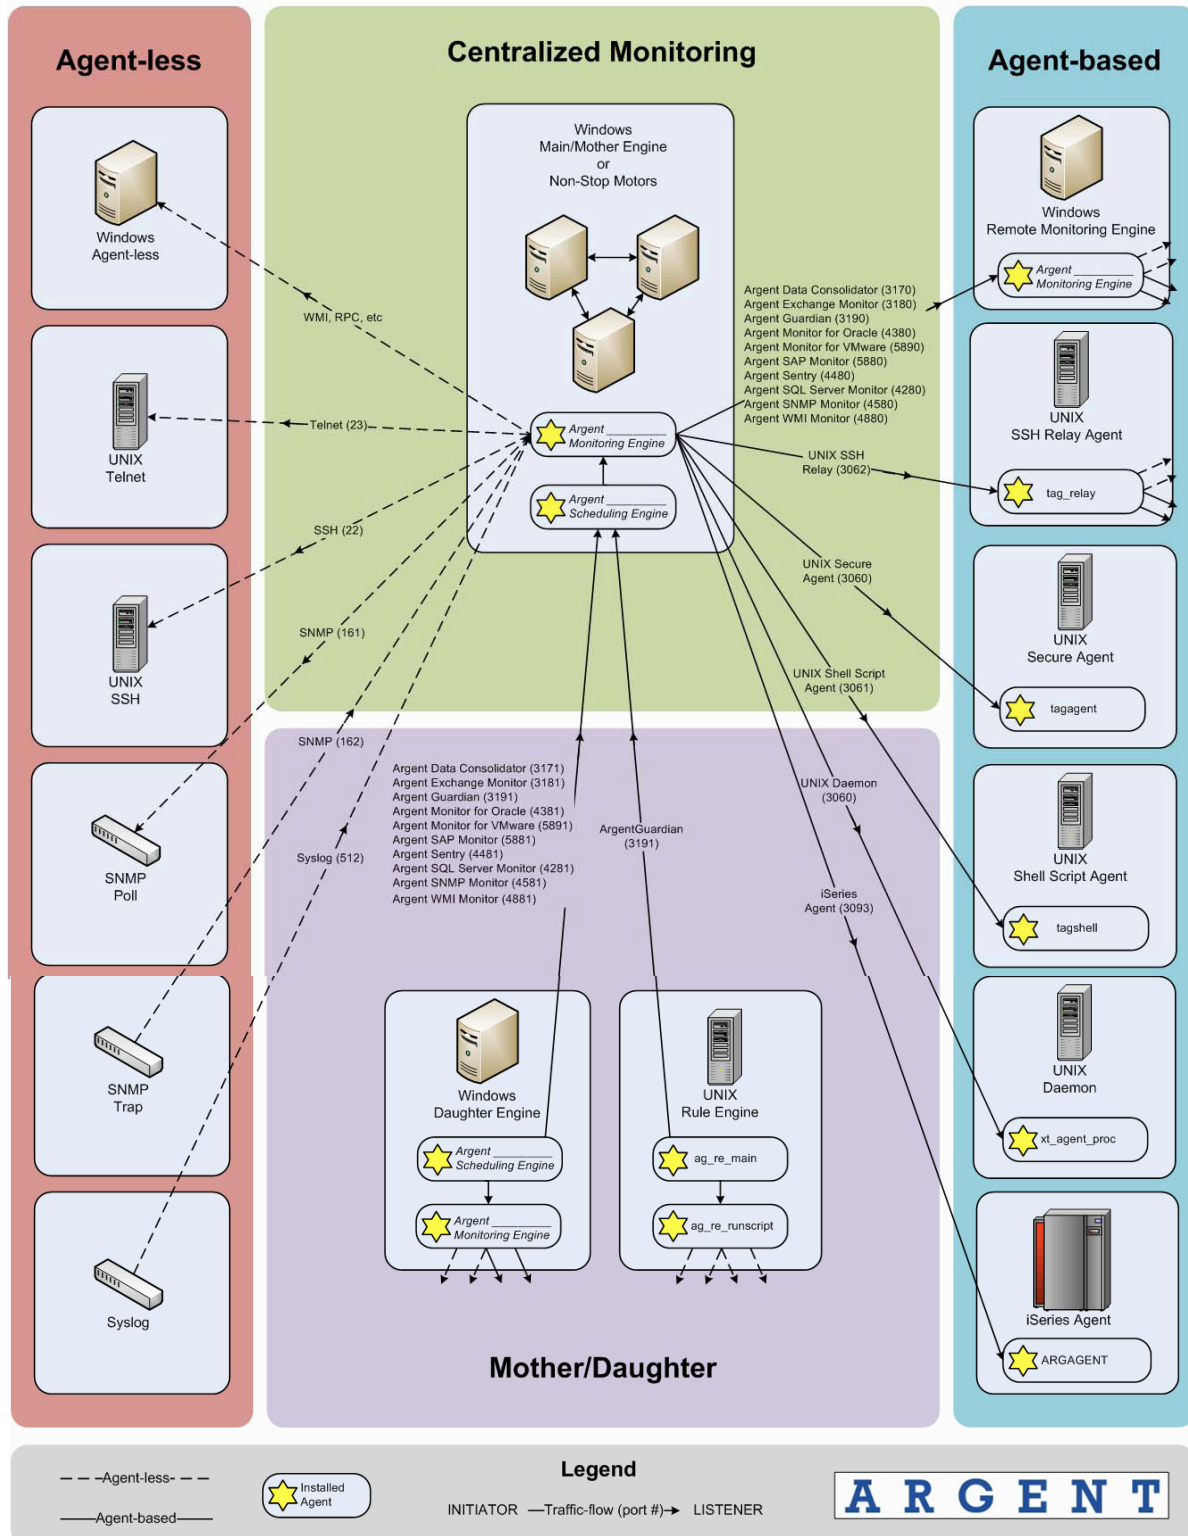 Agent-less
Centralized Monitoring
Agent-based
Windows
Agent-less
UNIX
Telnet
UNIX
SSH
SNMP
Poll
SNMP
Trap
Syslog
Windows
Main/Mother Engine
or
Non-Stop Motors
Argent ________
Monitoring Engine
Argent ________
Scheduling Engine
WMI, RPC, etc
Telnet (23)
SSH (22)
SNMP (161)
SNMP (162)
Syslog (512)
Argent Data Consolidator (3170)
Argent Exchange Monitor (3180)
Argent Guardian (3190)
Argent Monitor for Oracle (4380)
Argent Monitor for VMware (5890)
Argent SAP Monitor (5880)
Argent Sentry (4480)
Argent SQL Server Monitor (4280)
Argent SNMP Monitor (4580)
Argent WMI Monitor (4880)
UNIX SSH
Relay (3062)
UNIX Secure
Agent (3060)
UNIX Shell Script
Agent (3061)
UNIX Daemon
(3060)
iSeries
Agent (3093)
Argent Data Consolidator (3171)
Argent Exchange Monitor (3181)
Argent Guardian (3191)
Argent Monitor for Oracle (4381)
Argent Monitor for VMware (5891)
Argent SAP Monitor (5881)
Argent Sentry (4481)
Argent SQL Server Monitor (4281)
Argent SNMP Monitor (4581)
Argent WMI Monitor (4881)
ArgentGuardian
(3191)
Windows
Daughter Engine
Argent ________
Scheduling Engine
Argent ________
Monitoring Engine
UNIX
Rule Engine
ag_re_main
ag_re_runscript
Mother/Daughter
Windows
Remote Monitoring Engine
Argent ________
Monitoring Engine
UNIX
SSH Relay Agent
tag_relay
UNIX
Secure Agent
tagagent
UNIX
Shell Script Agent
tagshell
UNIX
Daemon
xt_agent_proc
iSeries Agent
ARGAGENT
Legend
Agent-less
Agent-based
Installed
Agent
INITIATOR
Traffic-flow (port #)
LISTENER
ARGENT